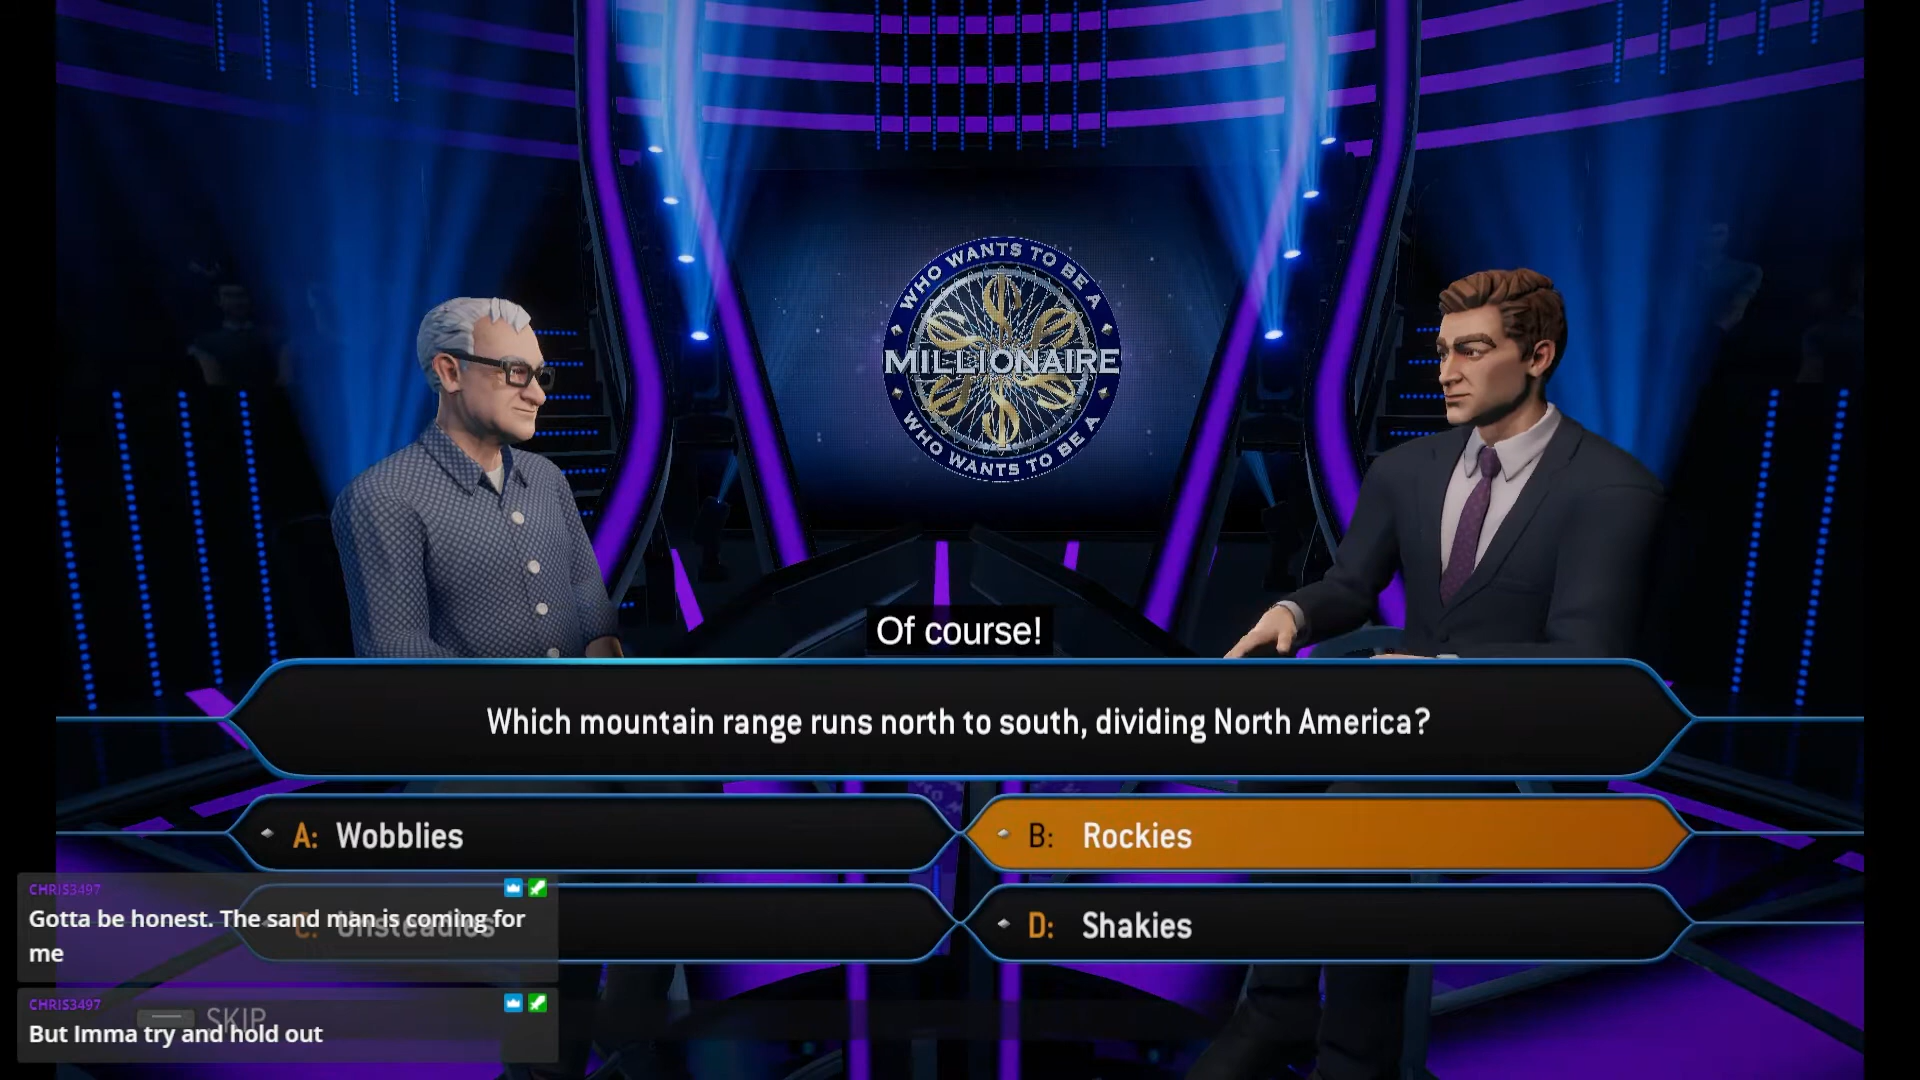 WHO WANTS TO BE A
MILLIONAIRE
WHO WANTS TO BE A
Of course!
Which mountain range runs north to south, dividing North America?
A: Wobblies
B: Rockies
C: Unsteadies
D: Shakies
CHRIS3497
Gotta be honest. The sand man is coming for
me
CHRIS3497
But Imma try and hold out
SKIP